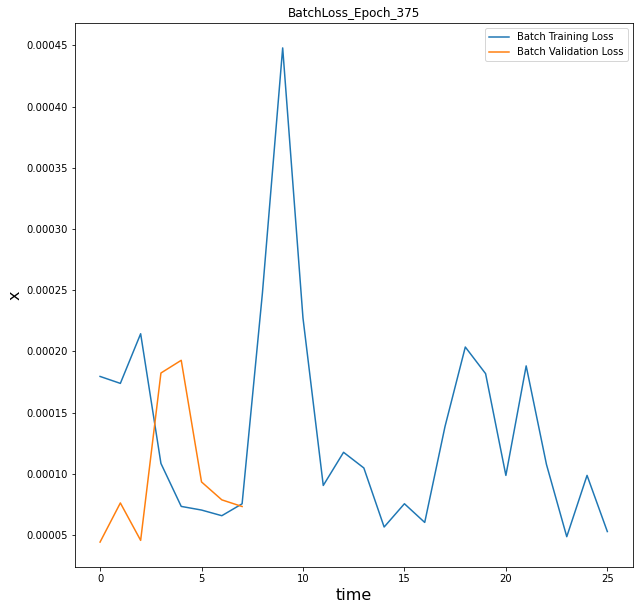 BatchLoss_Epoch_375
Batch Training Loss
Batch Validation Loss
0.00045
0.00040
0.00035
0.00030
0.00025
0.00020
0.00015
0.00010
0.00005
x
0 5 10 15 20 25
time